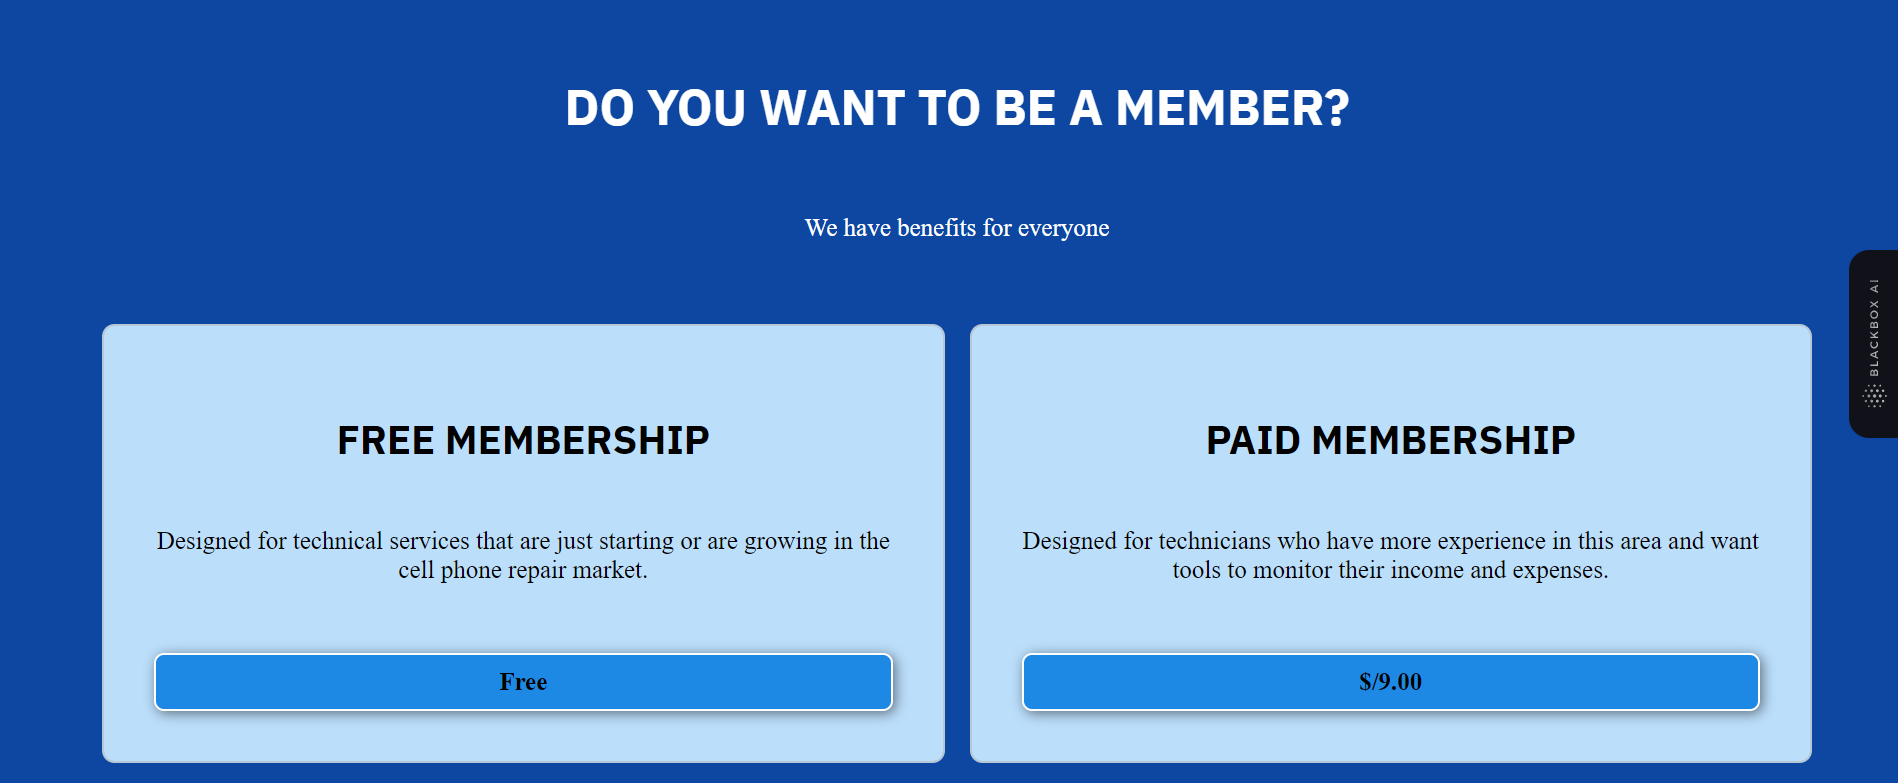 DO YOU WANT TO BE A MEMBER?
We have benefits for everyone
FREE MEMBERSHIP
Designed for technical services that are just starting or are growing in the
cell phone repair market.
Free
PAID MEMBERSHIP
Designed for technicians who have more experience in this area and want
tools to monitor their income and expenses.
$/9.00
BLACKBOX AI